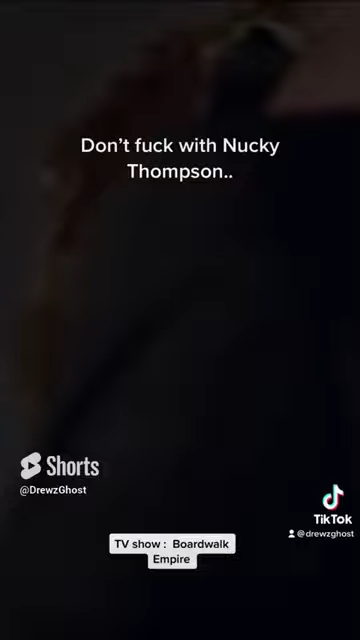 Don't fuck with Nucky
Thompson..
Shorts
@DrewzGhost
TikTok
@drewzghost
TV show : Boardwalk
Empire